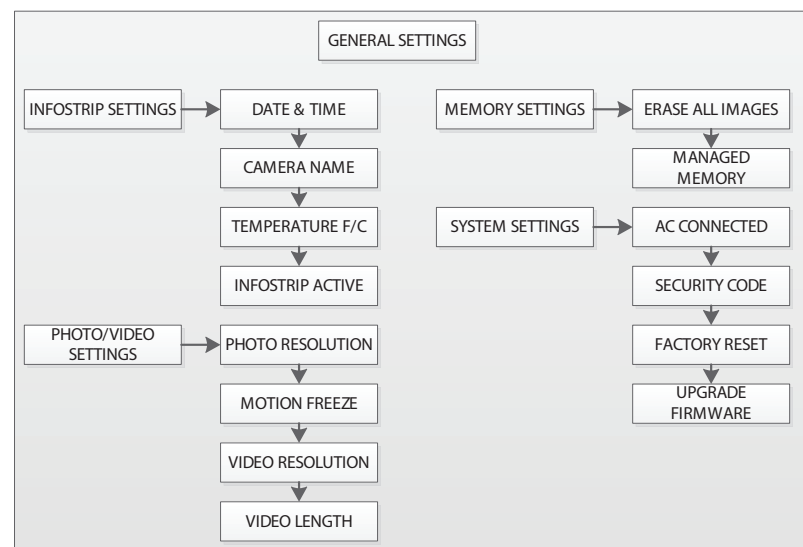 GENERAL SETTINGS
INFOSTRIP SETTINGS
DATE & TIME
CAMERA NAME
TEMPERATURE F/C
INFOSTRIP ACTIVE
PHOTO/VIDEO
SETTINGS
PHOTO RESOLUTION
MOTION FREEZE
VIDEO RESOLUTION
VIDEO LENGTH
MEMORY SETTINGS
ERASE ALL IMAGES
MANAGED
MEMORY
SYSTEM SETTINGS
AC CONNECTED
SECURITY CODE
FACTORY RESET
UPGRADE
FIRMWARE